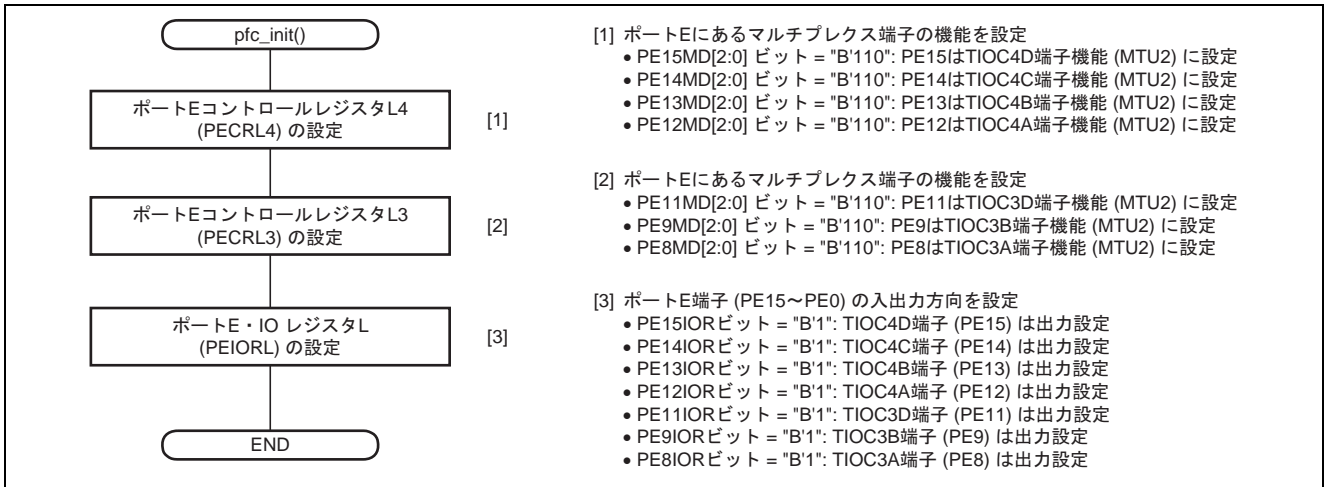 pfc_init()
ポートEコントロールレジスタL4
(PECRL4) の設定
[1]
ポートEコントロールレジスタL3
(PECRL3) の設定
[2]
ポートE・IO レジスタL
(PEIORL) の設定
[3]
END
[1] ポートEにあるマルチプレクス端子の機能を設定
• PE15MD[2:0] ビット = "B'110": PE15はTIOC4D端子機能 (MTU2) に設定
• PE14MD[2:0] ビット = "B'110": PE14はTIOC4C端子機能 (MTU2) に設定
• PE13MD[2:0] ビット = "B'110": PE13はTIOC4B端子機能 (MTU2) に設定
• PE12MD[2:0] ビット = "B'110": PE12はTIOC4A端子機能 (MTU2) に設定
[2] ポートEにあるマルチプレクス端子の機能を設定
• PE11MD[2:0] ビット = "B'110": PE11はTIOC3D端子機能 (MTU2) に設定
• PE9MD[2:0] ビット = "B'110": PE9はTIOC3B端子機能 (MTU2) に設定
• PE8MD[2:0] ビット = "B'110": PE8はTIOC3A端子機能 (MTU2) に設定
[3] ポートE端子 (PE15～PE0) の入出力方向を設定
• PE15IORビット = "B'1": TIOC4D端子 (PE15) は出力設定
• PE14IORビット = "B'1": TIOC4C端子 (PE14) は出力設定
• PE13IORビット = "B'1": TIOC4B端子 (PE13) は出力設定
• PE12IORビット = "B'1": TIOC4A端子 (PE12) は出力設定
• PE11IORビット = "B'1": TIOC3D端子 (PE11) は出力設定
• PE9IORビット = "B'1": TIOC3B端子 (PE9) は出力設定
• PE8IORビット = "B'1": TIOC3A端子 (PE8) は出力設定